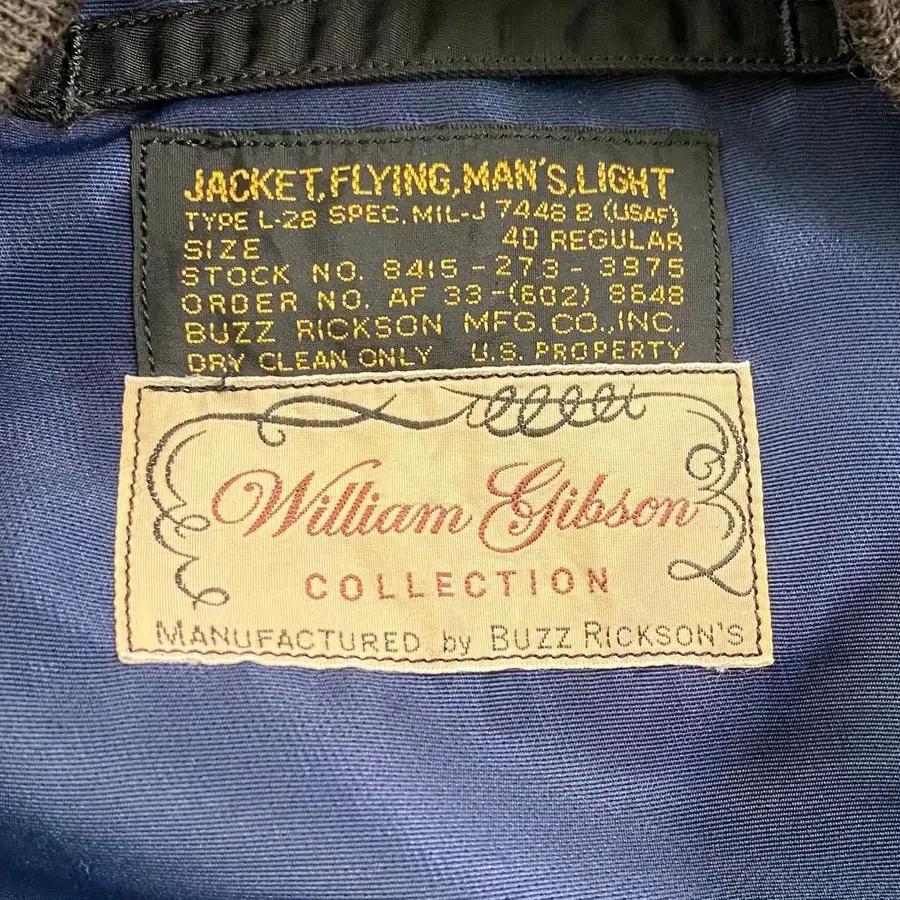 JACKET, FLYING, MAN'S, LIGHT
TYPE L-2B SPEC. MIL-J 7448 B (USAF)
SIZE 40 REGULAR
STOCK NO. 8415-273-3975
ORDER NO. AF 33-(602) 8648
BUZZ RICKSON MFG. CO., INC.
DRY CLEAN ONLY U.S. PROPERTY
William Gibson
COLLECTION
MANUFACTURED by BUZZ RICKSON'S